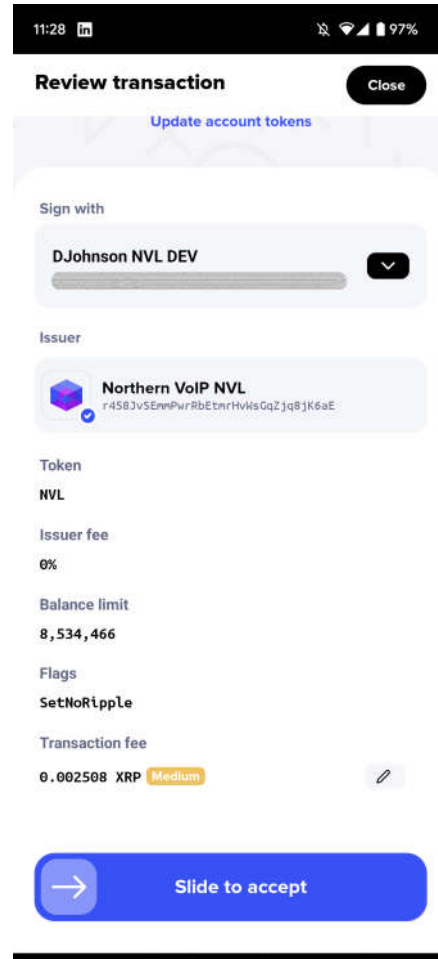 11:28 in 97%
Review transaction
Close
Update account tokens
Sign with
DJohnson NVL DEV
Issuer
Northern VoIP NVL
r458JvSEmmPwrRbEtmrHvWsGqZjq8jK6aE
Token
NVL
Issuer fee
0%
Balance limit
8,534,466
Flags
SetNoRipple
Transaction fee
0.002508 XRP Medium
Slide to accept